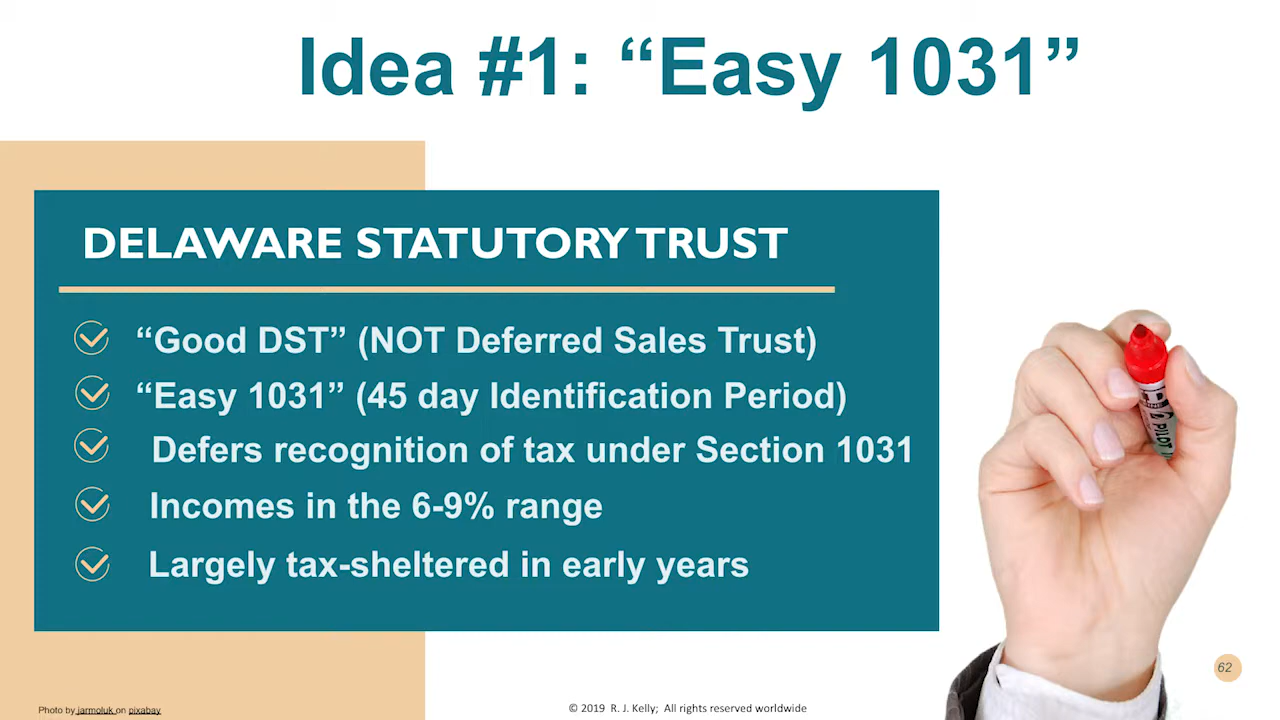 Idea #1: “Easy 1031”
DELAWARE STATUTORY TRUST
“Good DST” (NOT Deferred Sales Trust)
“Easy 1031” (45 day Identification Period)
Defers recognition of tax under Section 1031
Incomes in the 6-9% range
Largely tax-sheltered in early years
PILOT
62
Photo by jarmoluk on pixabay
© 2019 R. J. Kelly; All rights reserved worldwide